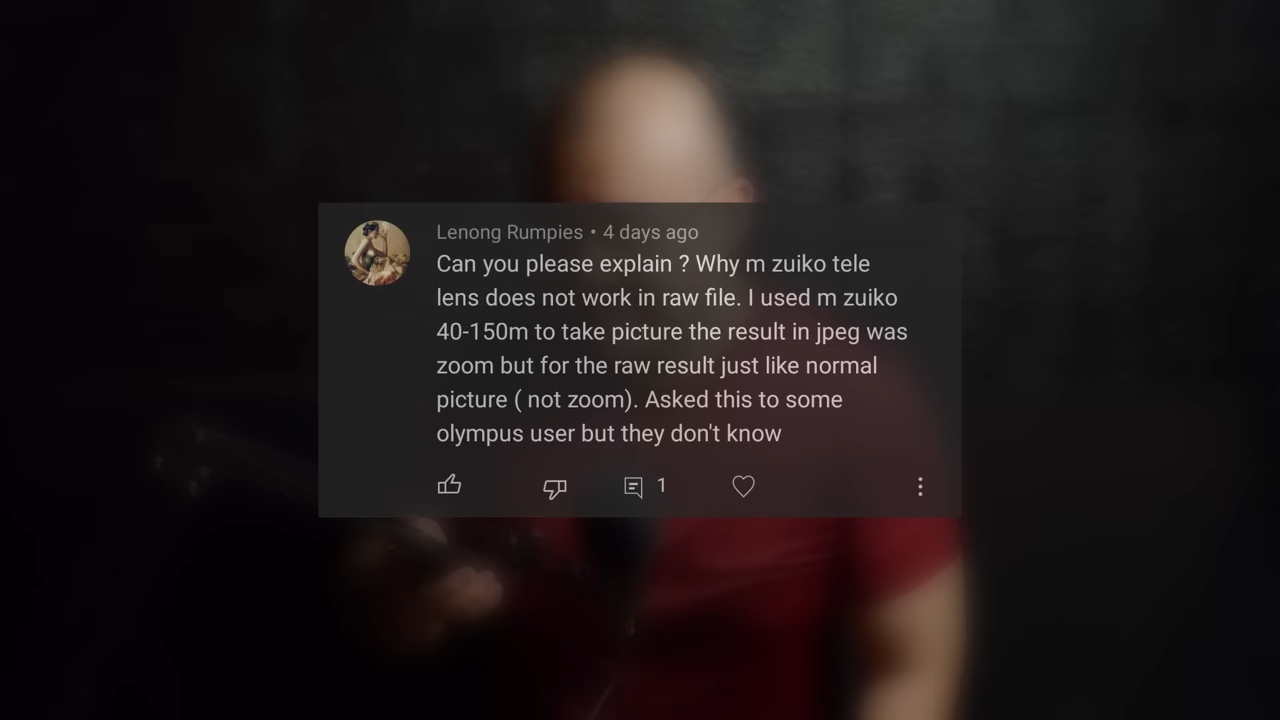 Lenong Rumpies • 4 days ago
Can you please explain ? Why m zuiko tele
lens does not work in raw file. I used m zuiko
40-150m to take picture the result in jpeg was
zoom but for the raw result just like normal
picture ( not zoom). Asked this to some
olympus user but they don't know
1